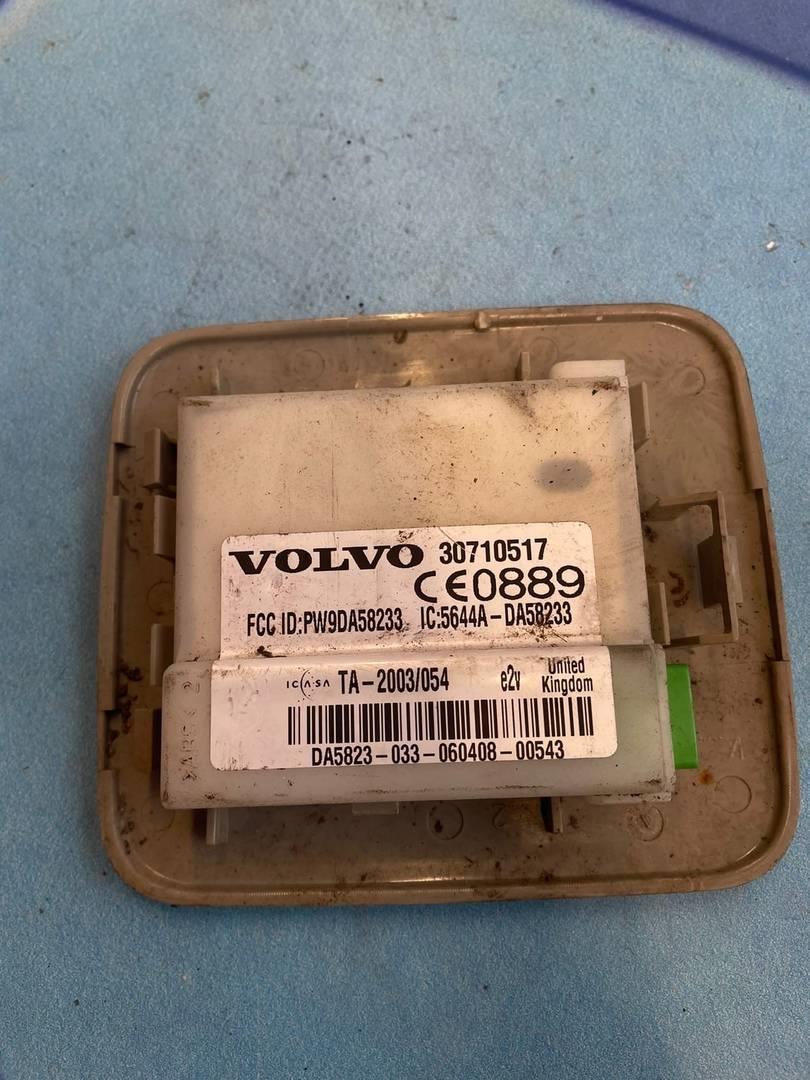 VOLVO 30710517
CE0889
FCC ID:PW9DA58233 IC:5644A-DA58233
ICASA TA-2003/054 e2v United Kingdom
DA5823-033-060408-00543